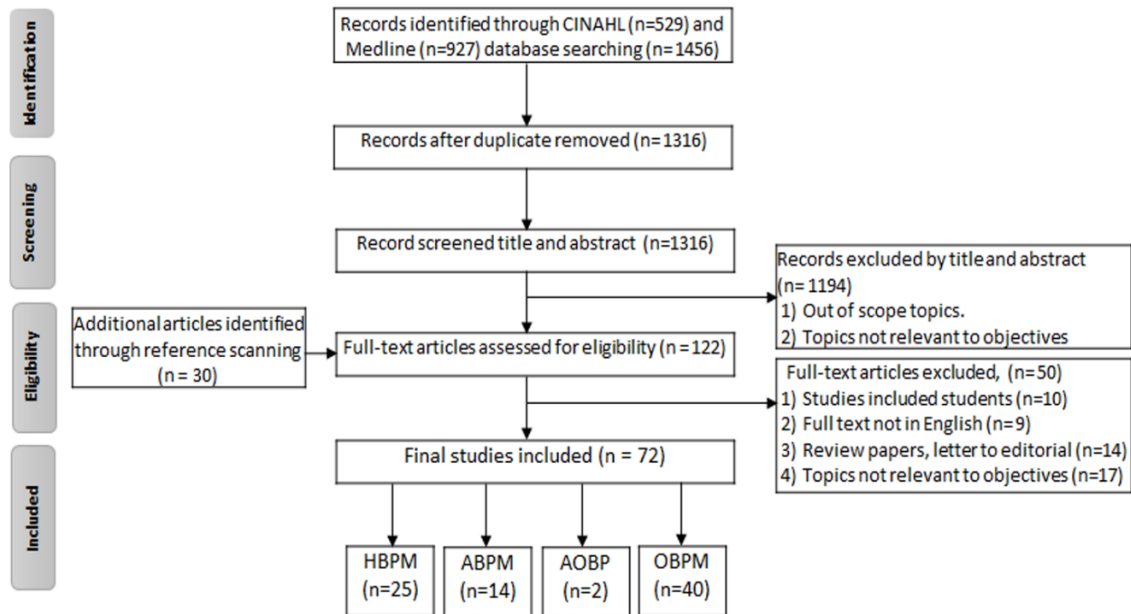 Identification
Records identified through CINAHL (n=529) and
Medline (n=927) database searching (n=1456)
Records after duplicate removed (n=1316)
Screening
Record screened title and abstract (n=1316)
Records excluded by title and abstract
(n= 1194)
1) Out of scope topics.
2) Topics not relevant to objectives
Eligibility
Additional articles identified
through reference scanning
(n = 30)
Full-text articles assessed for eligibility (n = 122)
Full-text articles excluded, (n=50)
1) Studies included students (n=10)
2) Full text not in English (n=9)
3) Review papers, letter to editorial (n=14)
4) Topics not relevant to objectives (n=17)
Included
Final studies included (n = 72)
HBPM
(n=25)
ABPM
(n=14)
AOBP
(n=2)
OBPM
(n=40)